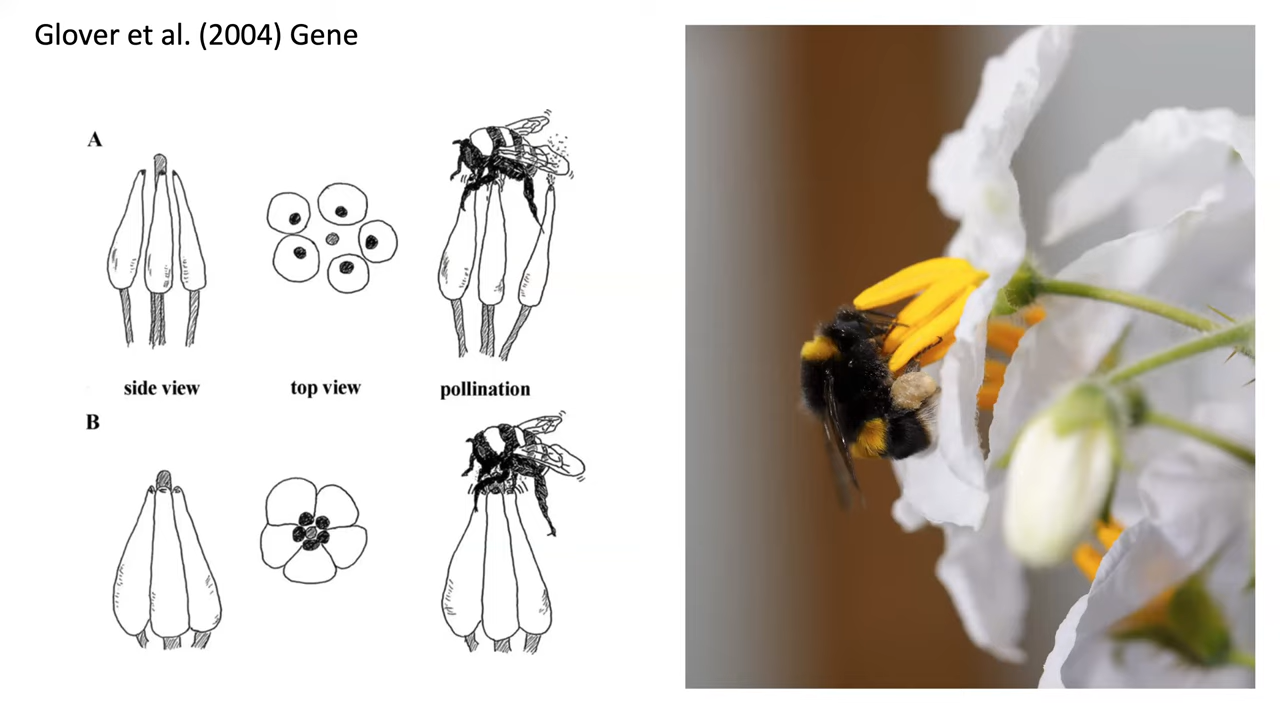 Glover et al. (2004) Gene
A
side view
top view
pollination
B